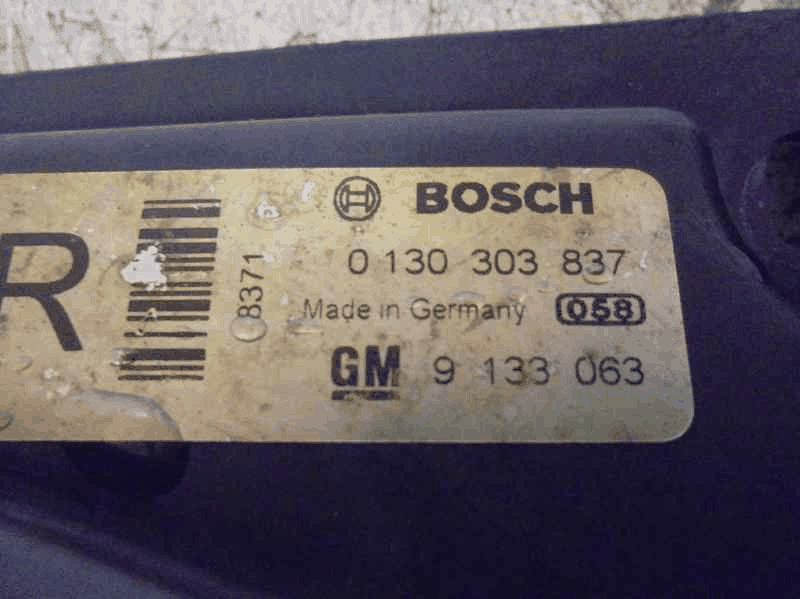 R
8371
BOSCH
0 130 303 837
Made in Germany 058
GM 9 133 063